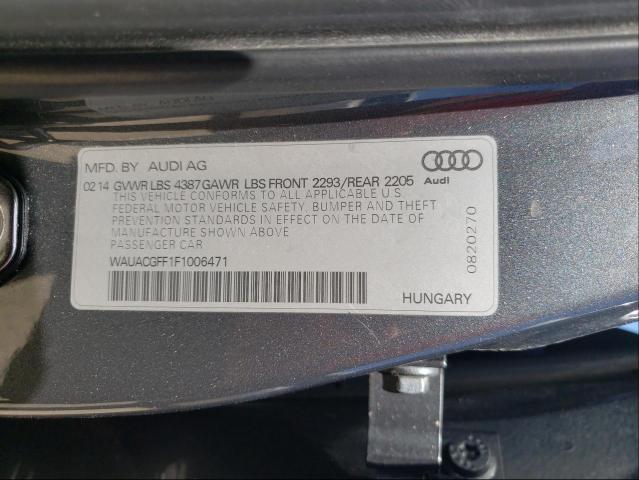 MFD. BY AUDI AG
02 14 GVWR LBS 4387 GAWR LBS FRONT 2293/REAR 2205
Audi
THIS VEHICLE CONFORMS TO ALL APPLICABLE U.S.
FEDERAL MOTOR VEHICLE SAFETY, BUMPER AND THEFT
PREVENTION STANDARDS IN EFFECT ON THE DATE OF
MANUFACTURE SHOWN ABOVE
PASSENGER CAR
WAUACGFF1F1006471
HUNGARY
0820270